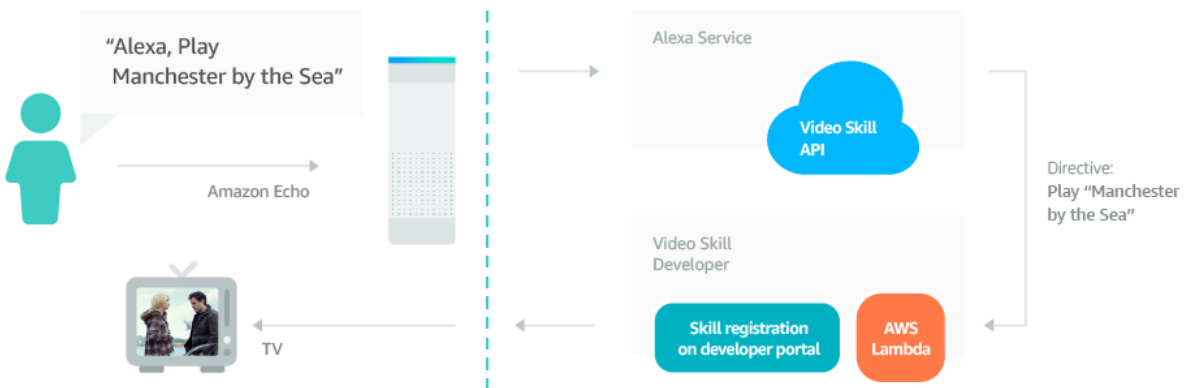 “Alexa, Play
Manchester by the Sea”
Amazon Echo
Alexa Service
Video Skill
API
Directive:
Play “Manchester
by the Sea”
Video Skill
Developer
Skill registration
on developer portal
AWS
Lambda
TV